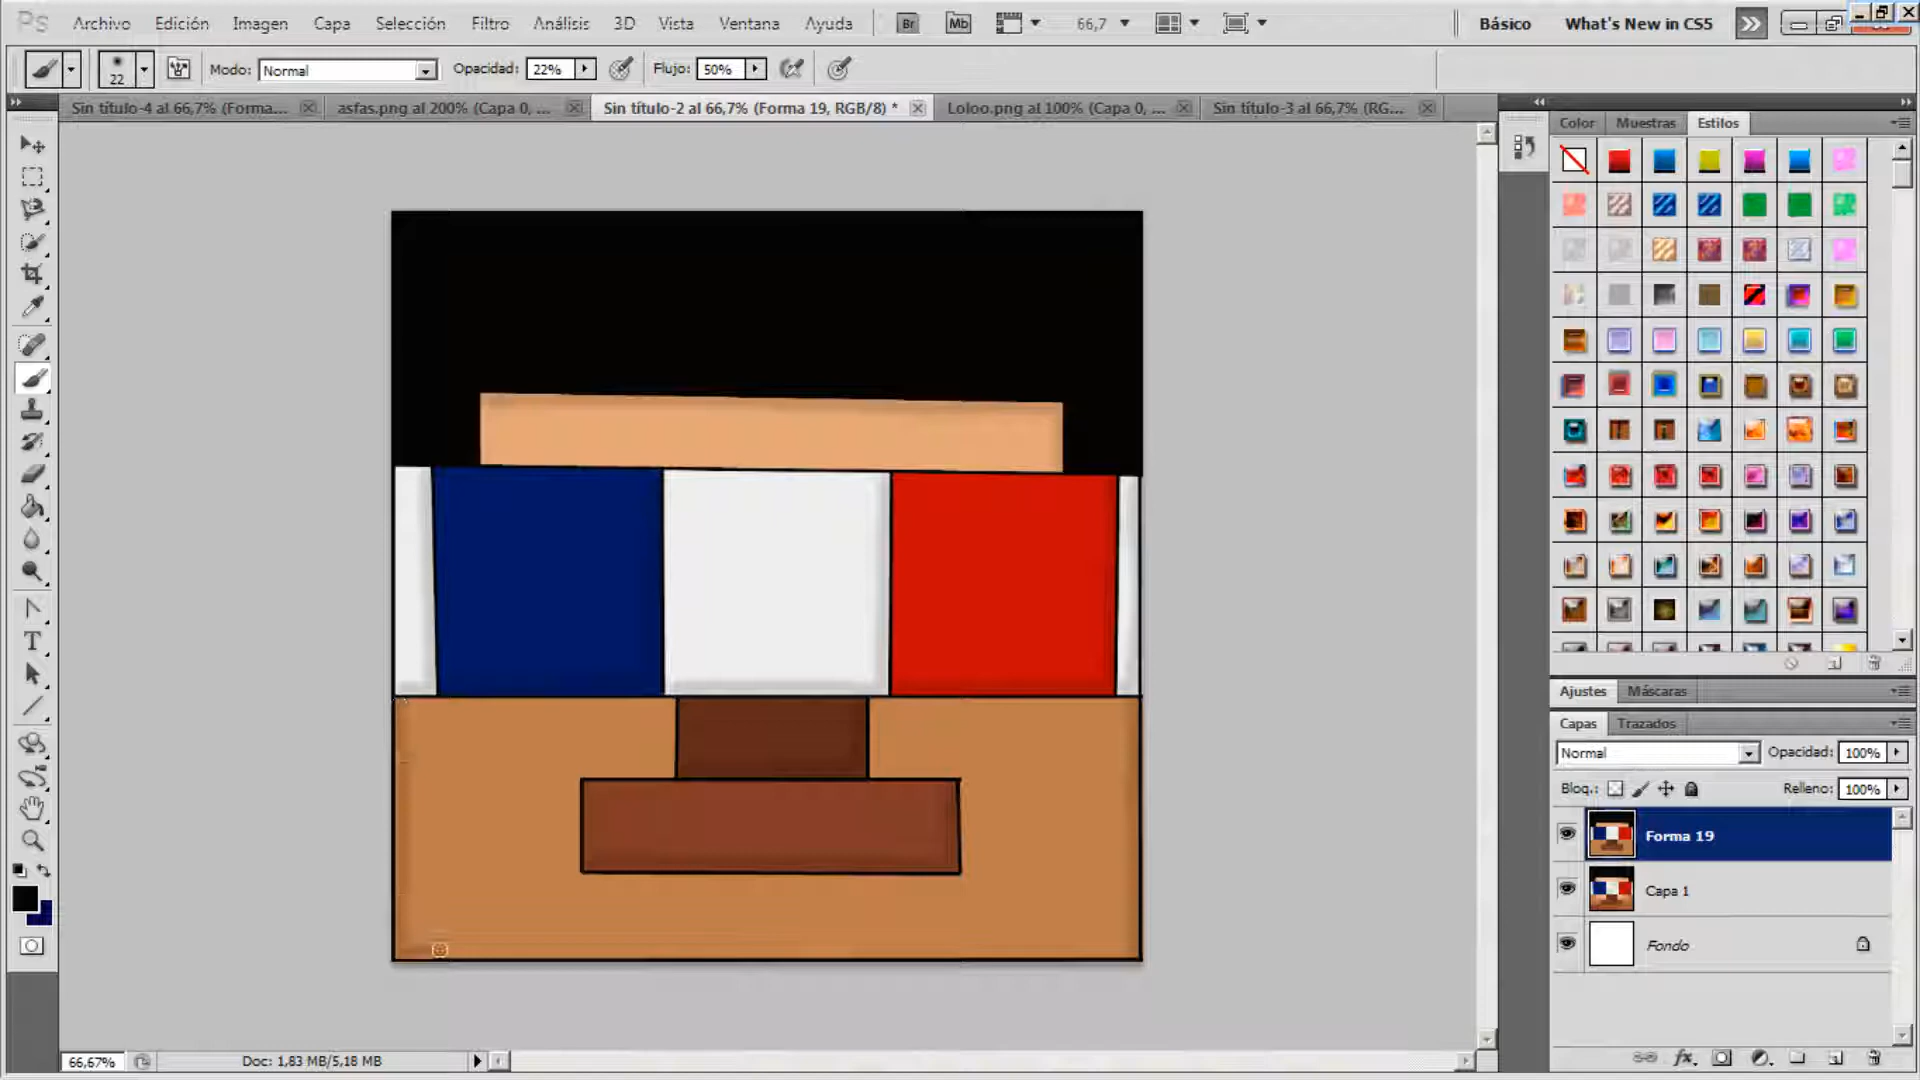 Ps Archivo Edición Imagen Capa Selección Filtro Análisis 3D Vista Ventana Ayuda Br Mb 66,7 Básico What's New in CS5
22 Modo: Normal Opacidad: 22% Flujo: 50%
Sin título-4 al 66,7% (Forma... asfas.png al 200% (Capa 0, ... Sin título-2 al 66,7% (Forma 19, RGB/8) * Loloo.png al 100% (Capa 0, ... Sin título-3 al 66,7% (RG...
Color Muestras Estilos
Ajustes Máscaras
Capas Trazados
Normal Opacidad: 100%
Bloq.: Relleno: 100%
Forma 19
Capa 1
Fondo
66,67% Doc: 1,83 MB/5,18 MB